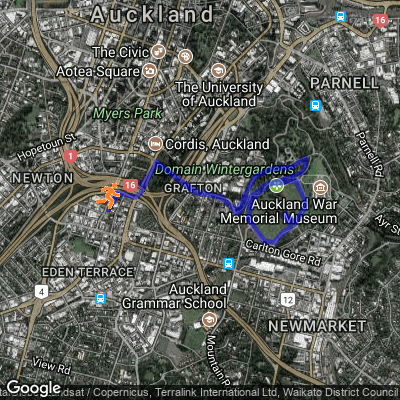 Auckland
16
The Civic
Aotea Square
The University
of Auckland
PARNELL
Myers Park
Hopetoun St
Cordis, Auckland
Parnell Rd
1
Domain Wintergardens
NEWTON
16
GRAFTON
Auckland War
Memorial Museum
Ayr St
Carlton Gore Rd
EDEN TERRACE
4
Auckland
Grammar School
12
NEWMARKET
View Rd
Mountain R
Google
ndsat / Copernicus, Terralink International Ltd, Waikato District Council